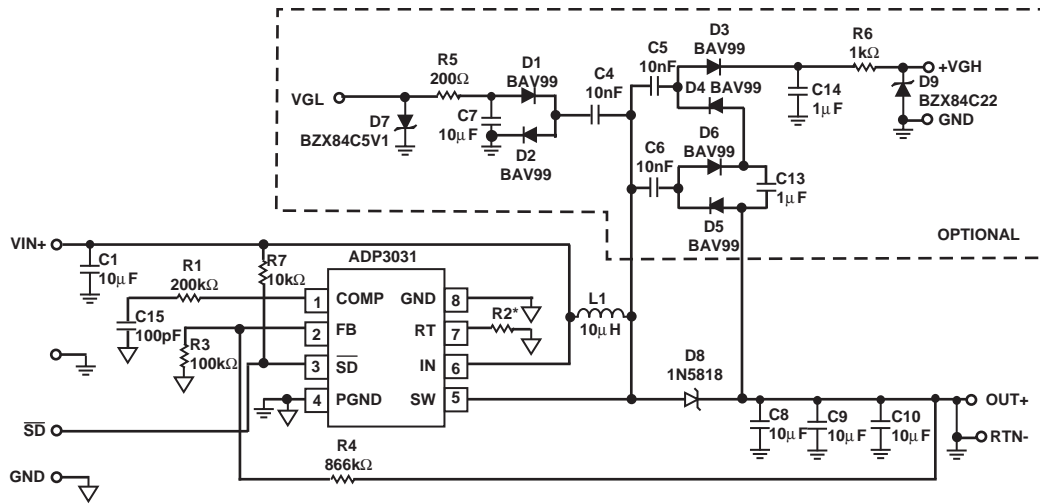 D3
BAV99
R6
1kΩ
+VGH
C5
10nF
D1
BAV99
R5
200Ω
C4
10nF
D4 BAV99
C14
1µF
D9
BZX84C22
GND
VGL
D7
BZX84C5V1
C7
10µF
D2
BAV99
D6
BAV99
C6
10nF
C13
1µF
D5
BAV99
OPTIONAL
VIN+
C1
10µF
R1
200kΩ
R7
10kΩ
ADP3031
1
COMP
GND
8
2
FB
RT
7
R2*
3
SD
IN
6
4
PGND
SW
5
C15
100pF
R3
100kΩ
L1
10µH
D8
1N5818
OUT+
C8
10µF
C9
10µF
C10
10µF
RTN-
SD
R4
866kΩ
GND